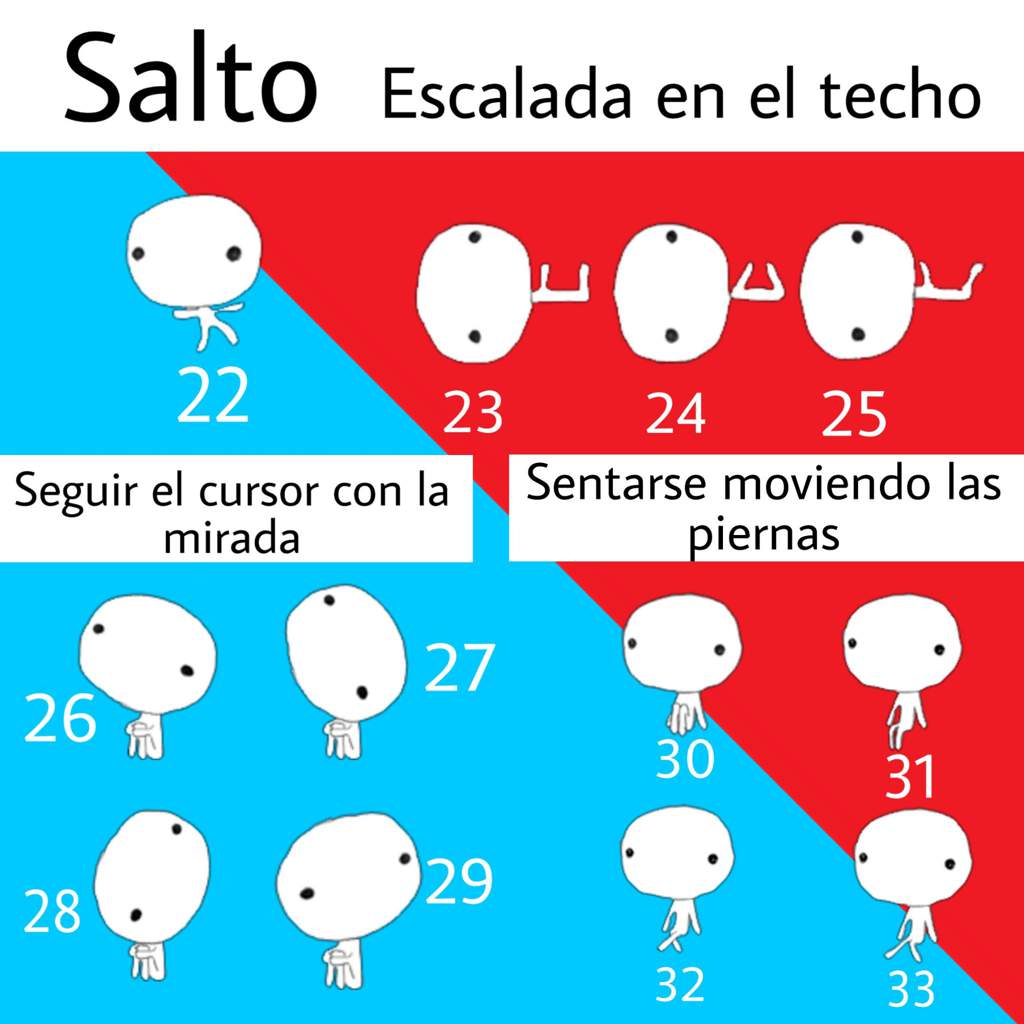 Salto
Escalada en el techo
22
23
24
25
Seguir el cursor con la
mirada
Sentarse moviendo las
piernas
26
27
28
29
30
31
32
33